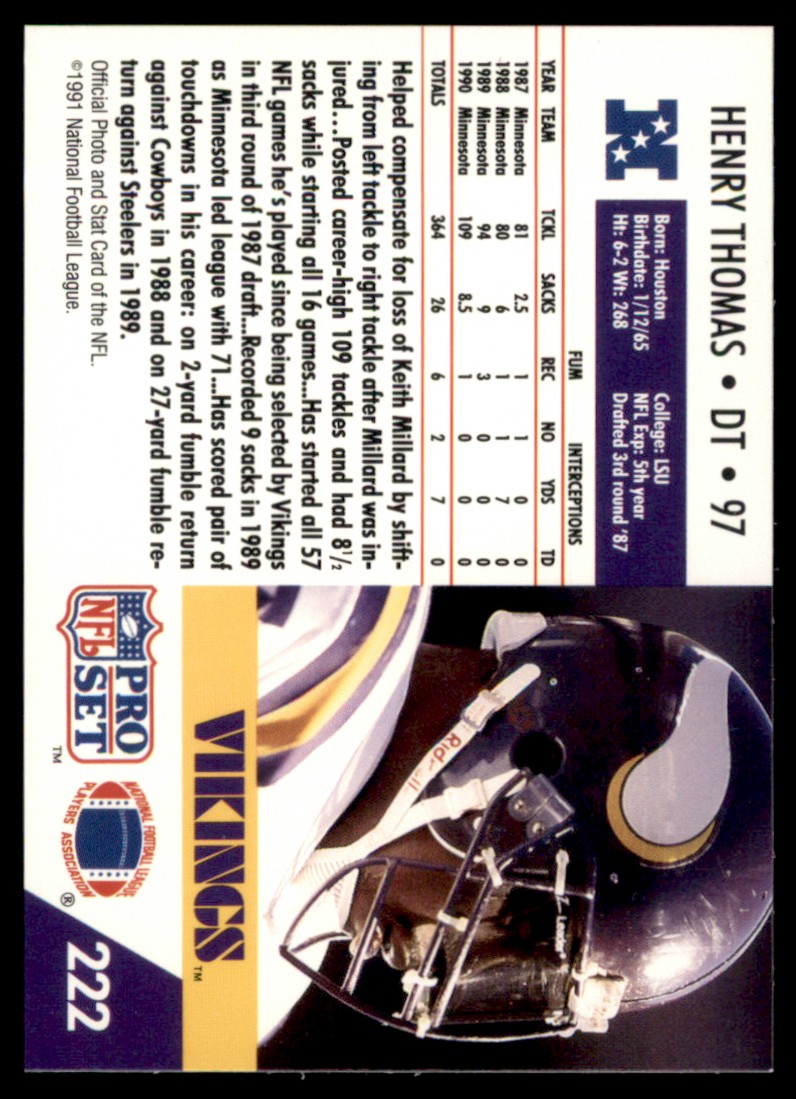 HENRY THOMAS • DT • 97
N
Born: Houston College: LSU
Birthdate: 1/12/65 NFL Exp: 5th year
Ht: 6-2 Wt: 268 Drafted 3rd round '87
FUM INTERCEPTIONS
YEAR TEAM TCKL SACKS REC NO YDS TD
1987 Minnesota 81 2.5 1 1 0 0
1988 Minnesota 80 6 1 1 7 0
1989 Minnesota 94 9 3 0 0 0
1990 Minnesota 109 8.5 1 0 0 0
TOTALS 364 26 6 2 7 0
Helped compensate for loss of Keith Millard by shift-
ing from left tackle to right tackle after Millard was in-
jured...Posted career-high 109 tackles and had 8½
sacks while starting all 16 games...Has started all 57
NFL games he's played since being selected by Vikings
in third round of 1987 draft...Recorded 9 sacks in 1989
as Minnesota led league with 71...Has scored pair of
touchdowns in his career: on 2-yard fumble return
against Cowboys in 1988 and on 27-yard fumble re-
turn against Steelers in 1989.
Official Photo and Stat Card of the NFL.
©1991 National Football League.
Riddell
Leader
VIKINGS™
NFL
PRO
SET™
NATIONAL FOOTBALL LEAGUE
PLAYERS ASSOCIATION®
222